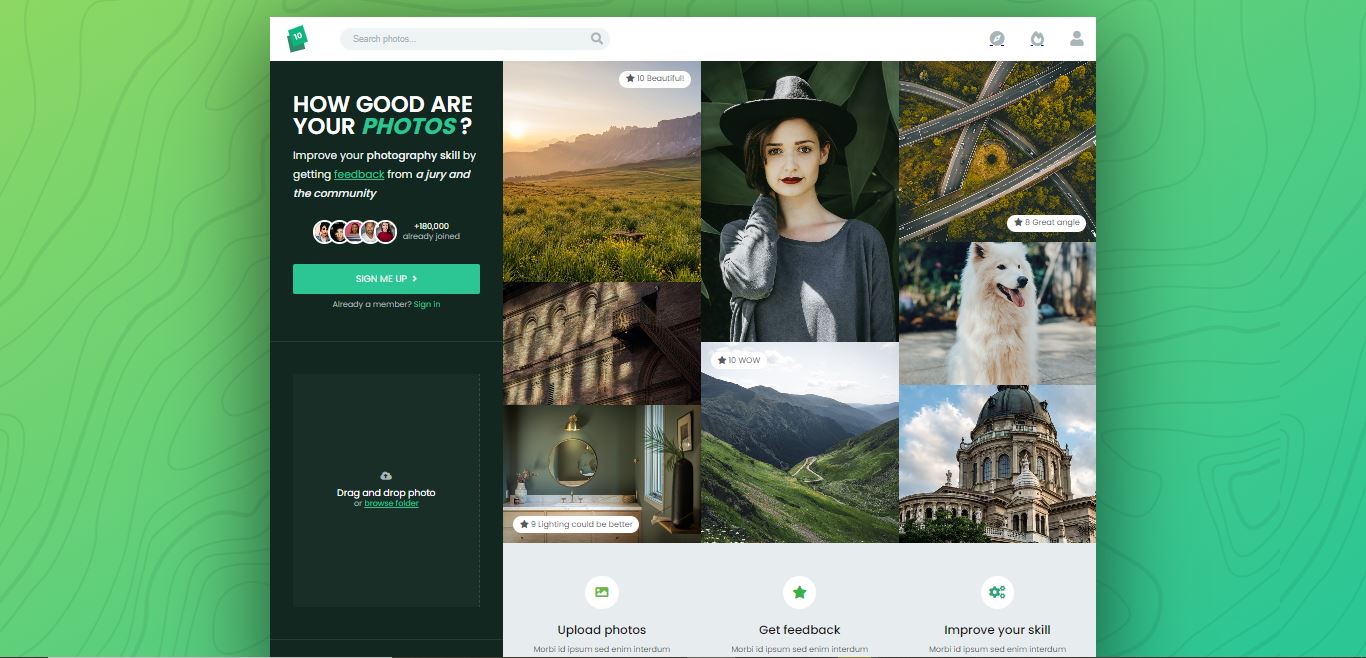 10
Search photos...
HOW GOOD ARE
YOUR PHOTOS ?
Improve your photography skill by
getting feedback from a jury and
the community
+180,000
already joined
SIGN ME UP
Already a member? Sign in
Drag and drop photo
or browse folder
10 Beautiful!
8 Great angle
10 WOW
9 Lighting could be better
Upload photos
Morbi id ipsum sed enim interdum
Get feedback
Morbi id ipsum sed enim interdum
Improve your skill
Morbi id ipsum sed enim interdum